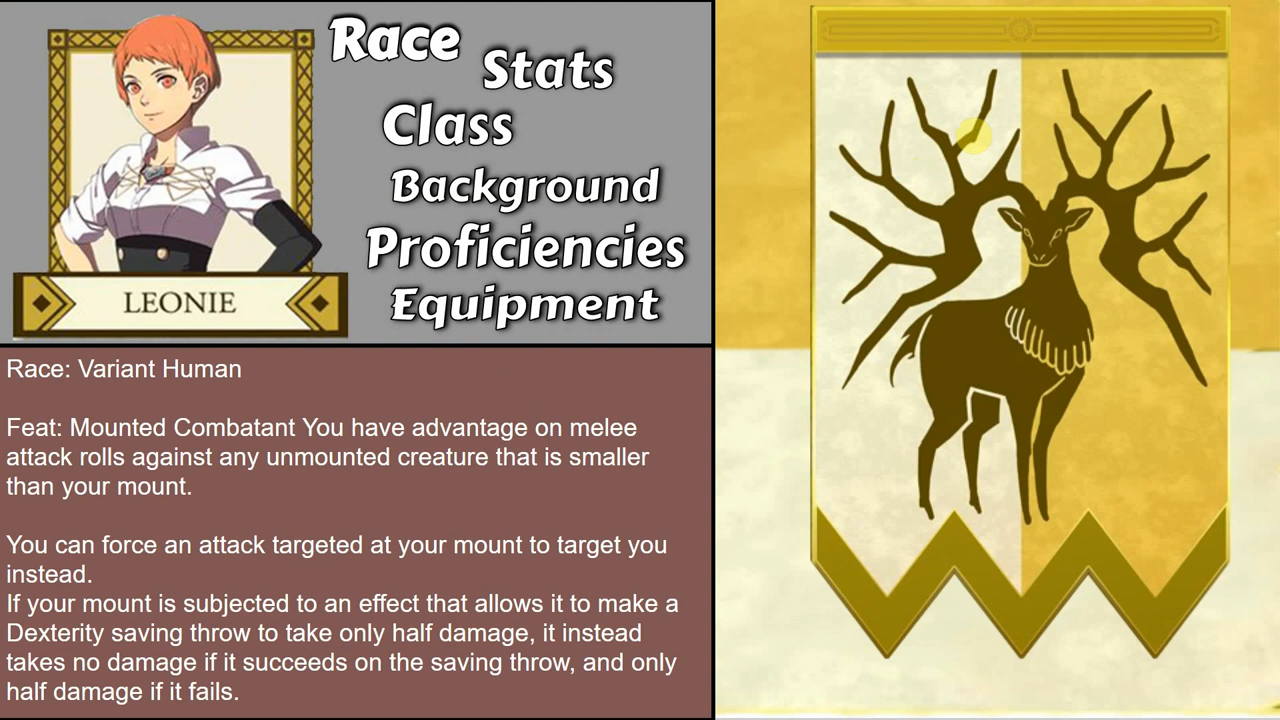 Race
Stats
Class
Background
Proficiencies
Equipment
LEONIE
Race: Variant Human
Feat: Mounted Combatant You have advantage on melee
attack rolls against any unmounted creature that is smaller
than your mount.
You can force an attack targeted at your mount to target you
instead.
If your mount is subjected to an effect that allows it to make a
Dexterity saving throw to take only half damage, it instead
takes no damage if it succeeds on the saving throw, and only
half damage if it fails.